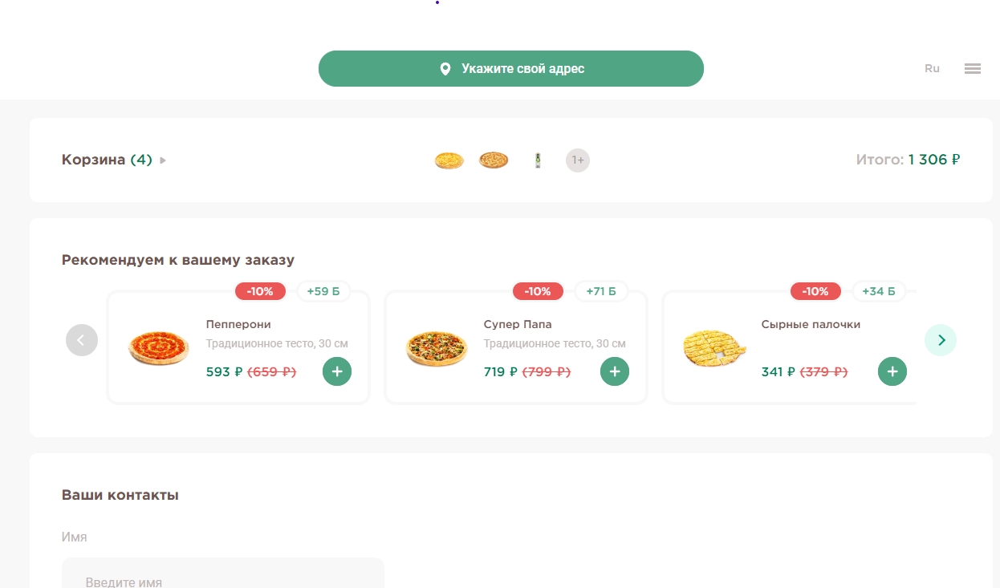 Укажите свой адрес
Ru
Корзина (4)
1+
Итого: 1 306 ₽
Рекомендуем к вашему заказу
-10% +59 Б
Пепперони
Традиционное тесто, 30 см
593 ₽ (659 ₽)
-10% +71 Б
Супер Папа
Традиционное тесто, 30 см
719 ₽ (799 ₽)
-10% +34 Б
Сырные палочки
341 ₽ (379 ₽)
Ваши контакты
Имя
Введите имя